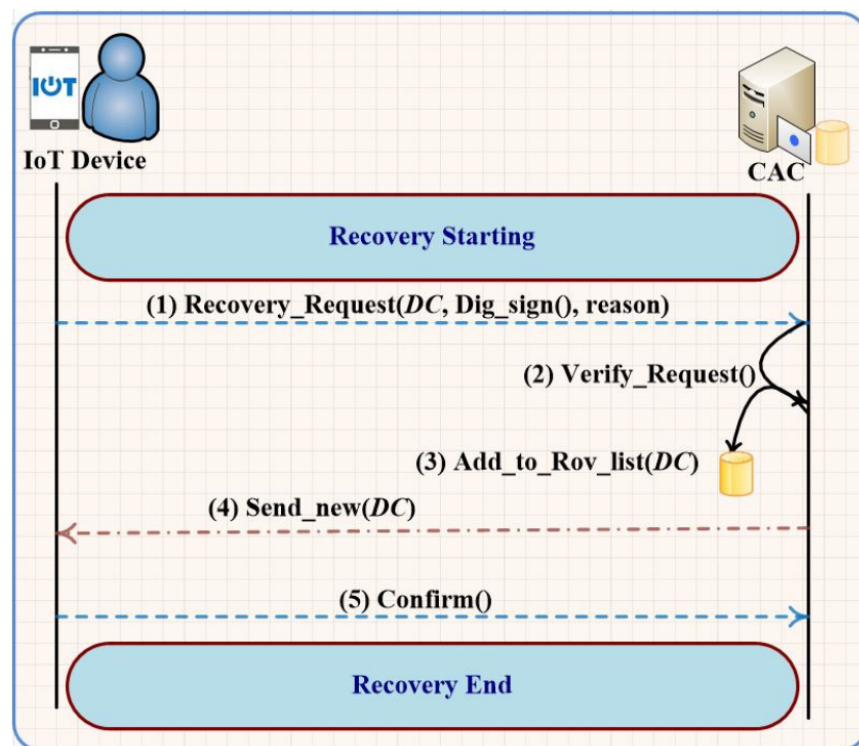 IOT
IoT Device
CAC
Recovery Starting
(1) Recovery_Request(DC, Dig_sign(), reason)
(2) Verify_Request()
(3) Add_to_Rov_list(DC)
(4) Send_new(DC)
(5) Confirm()
Recovery End